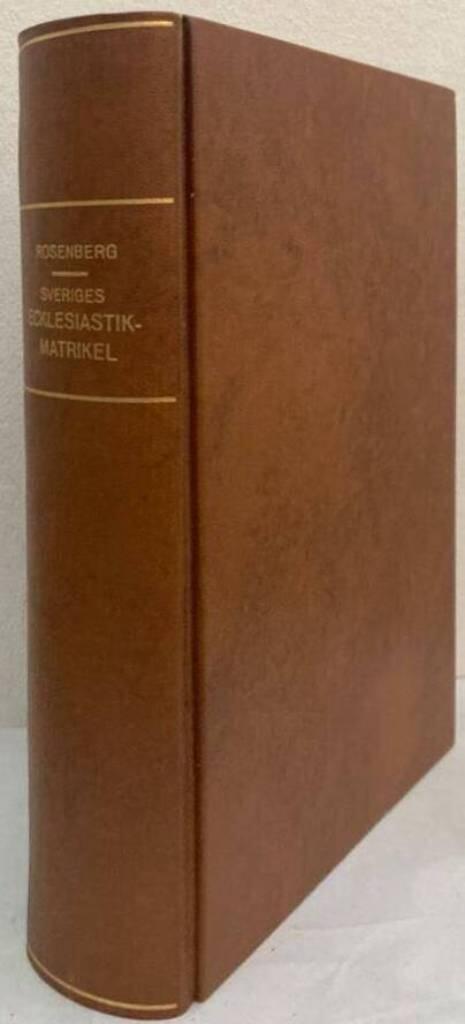 ROSENBERG
SVERIGES
ECKLESIASTIK-
MATRIKEL